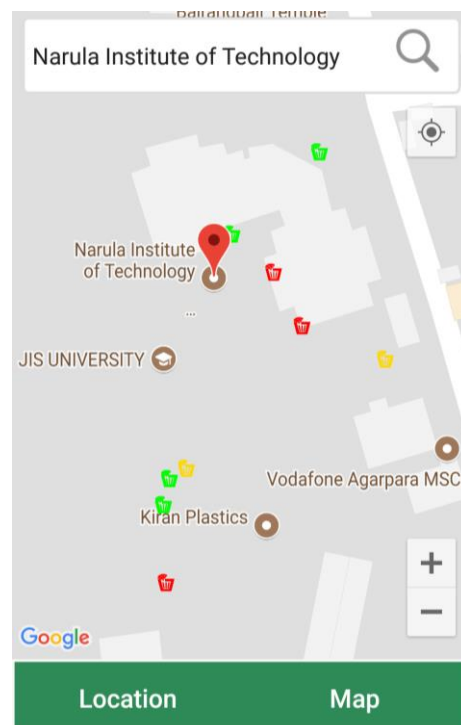 Narula Institute of Technology
Narula Institute
of Technology
...
JIS UNIVERSITY
Vodafone Agarpara MSC
Kiran Plastics
+
−
Google
Location
Map